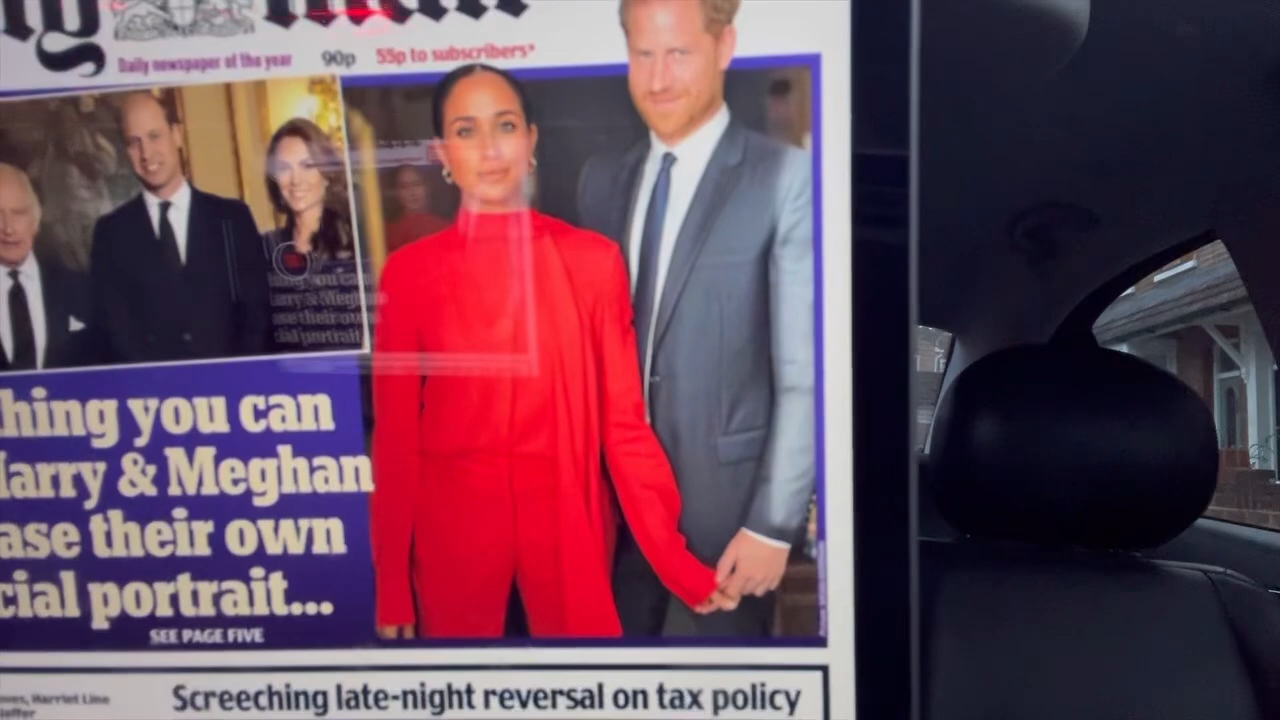 Daily newspaper of the year 90p 55p to subscribers*
hing you can
arry & Meghan
ase their own
cial portrait...
SEE PAGE FIVE
Screeching late-night reversal on tax policy